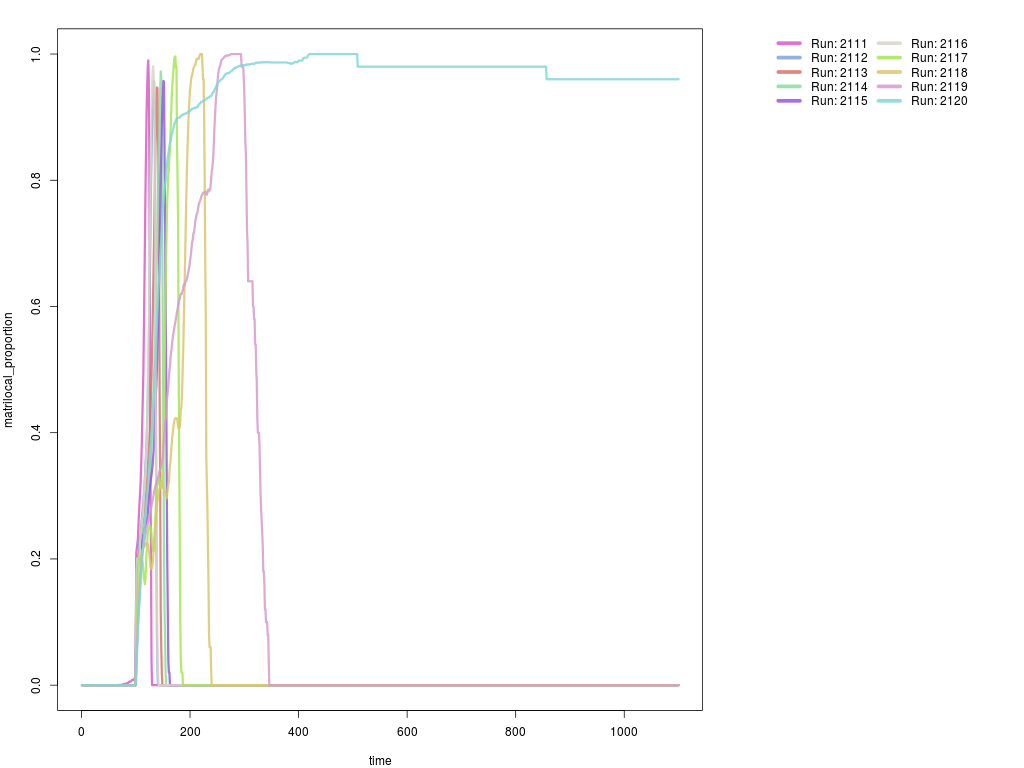 1.0
0.8
0.6
0.4
0.2
0.0
matrilocal_proportion
0 200 400 600 800 1000
time
Run: 2111 Run: 2116
Run: 2112 Run: 2117
Run: 2113 Run: 2118
Run: 2114 Run: 2119
Run: 2115 Run: 2120